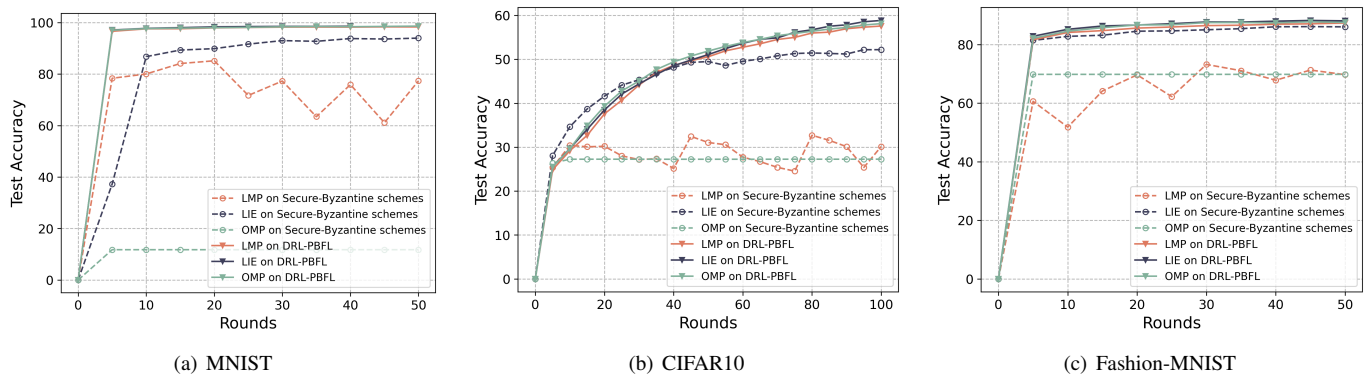 100
80
60
40
20
0
Test Accuracy
0 10 20 30 40 50
Rounds
LMP on Secure-Byzantine schemes
LIE on Secure-Byzantine schemes
OMP on Secure-Byzantine schemes
LMP on DRL-PBFL
LIE on DRL-PBFL
OMP on DRL-PBFL
(a) MNIST
60
50
40
30
20
10
0
Test Accuracy
0 20 40 60 80 100
Rounds
LMP on Secure-Byzantine schemes
LIE on Secure-Byzantine schemes
OMP on Secure-Byzantine schemes
LMP on DRL-PBFL
LIE on DRL-PBFL
OMP on DRL-PBFL
(b) CIFAR10
80
60
40
20
0
Test Accuracy
0 10 20 30 40 50
Rounds
LMP on Secure-Byzantine schemes
LIE on Secure-Byzantine schemes
OMP on Secure-Byzantine schemes
LMP on DRL-PBFL
LIE on DRL-PBFL
OMP on DRL-PBFL
(c) Fashion-MNIST